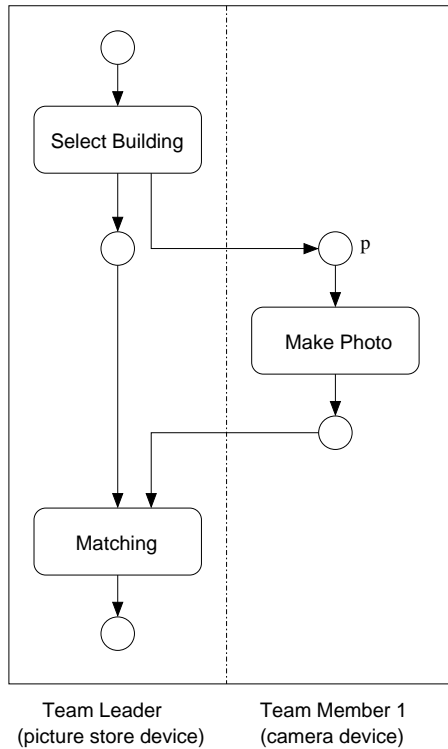 Select Building
p
Make Photo
Matching
Team Leader
(picture store device)
Team Member 1
(camera device)